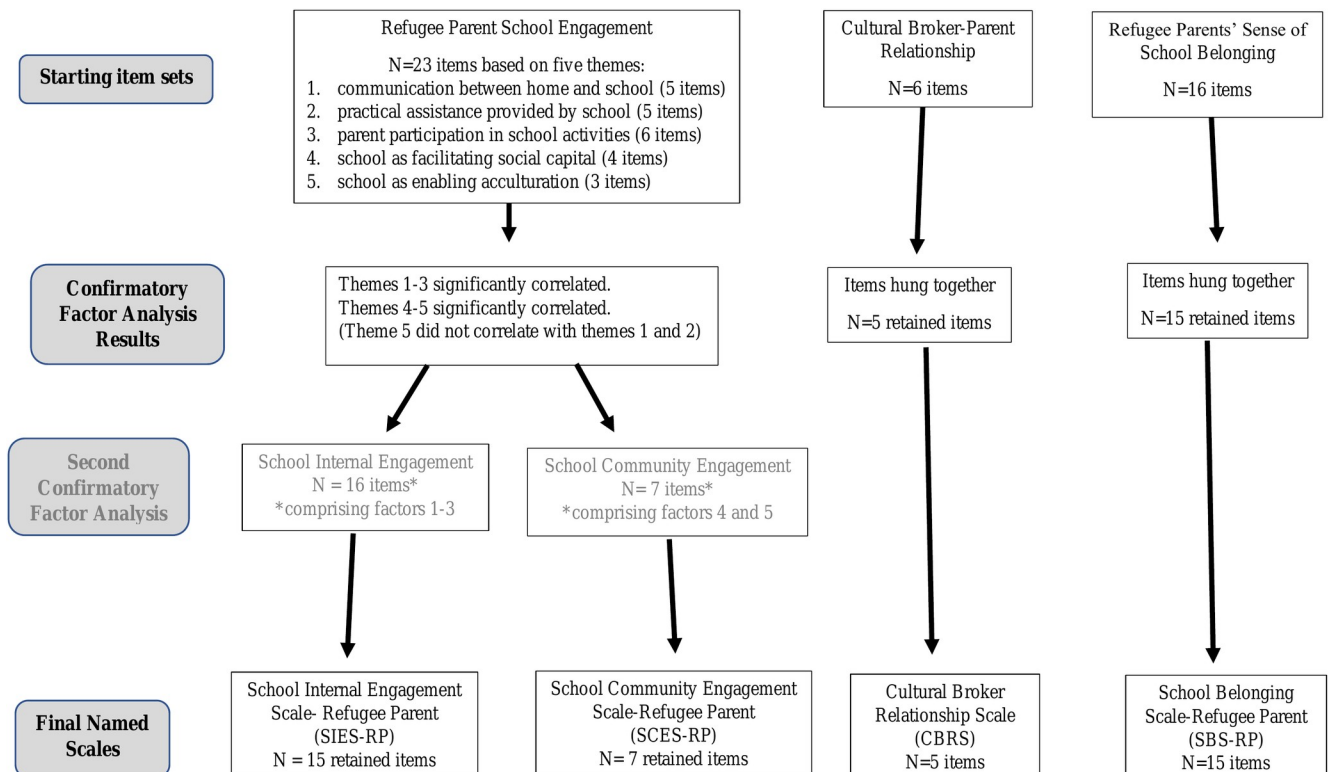 Starting item sets
Refugee Parent School Engagement
N=23 items based on five themes:
1. communication between home and school (5 items)
2. practical assistance provided by school (5 items)
3. parent participation in school activities (6 items)
4. school as facilitating social capital (4 items)
5. school as enabling acculturation (3 items)
Cultural Broker-Parent
Relationship
N=6 items
Refugee Parents’ Sense of
School Belonging
N=16 items
Confirmatory
Factor Analysis
Results
Themes 1-3 significantly correlated.
Themes 4-5 significantly correlated.
(Theme 5 did not correlate with themes 1 and 2)
Items hung together
N=5 retained items
Items hung together
N=15 retained items
Second
Confirmatory
Factor Analysis
School Internal Engagement
N = 16 items*
*comprising factors 1-3
School Community Engagement
N= 7 items*
*comprising factors 4 and 5
Final Named
Scales
School Internal Engagement
Scale- Refugee Parent
(SIES-RP)
N = 15 retained items
School Community Engagement
Scale-Refugee Parent
(SCES-RP)
N= 7 retained items
Cultural Broker
Relationship Scale
(CBRS)
N=5 items
School Belonging
Scale-Refugee Parent
(SBS-RP)
N=15 items